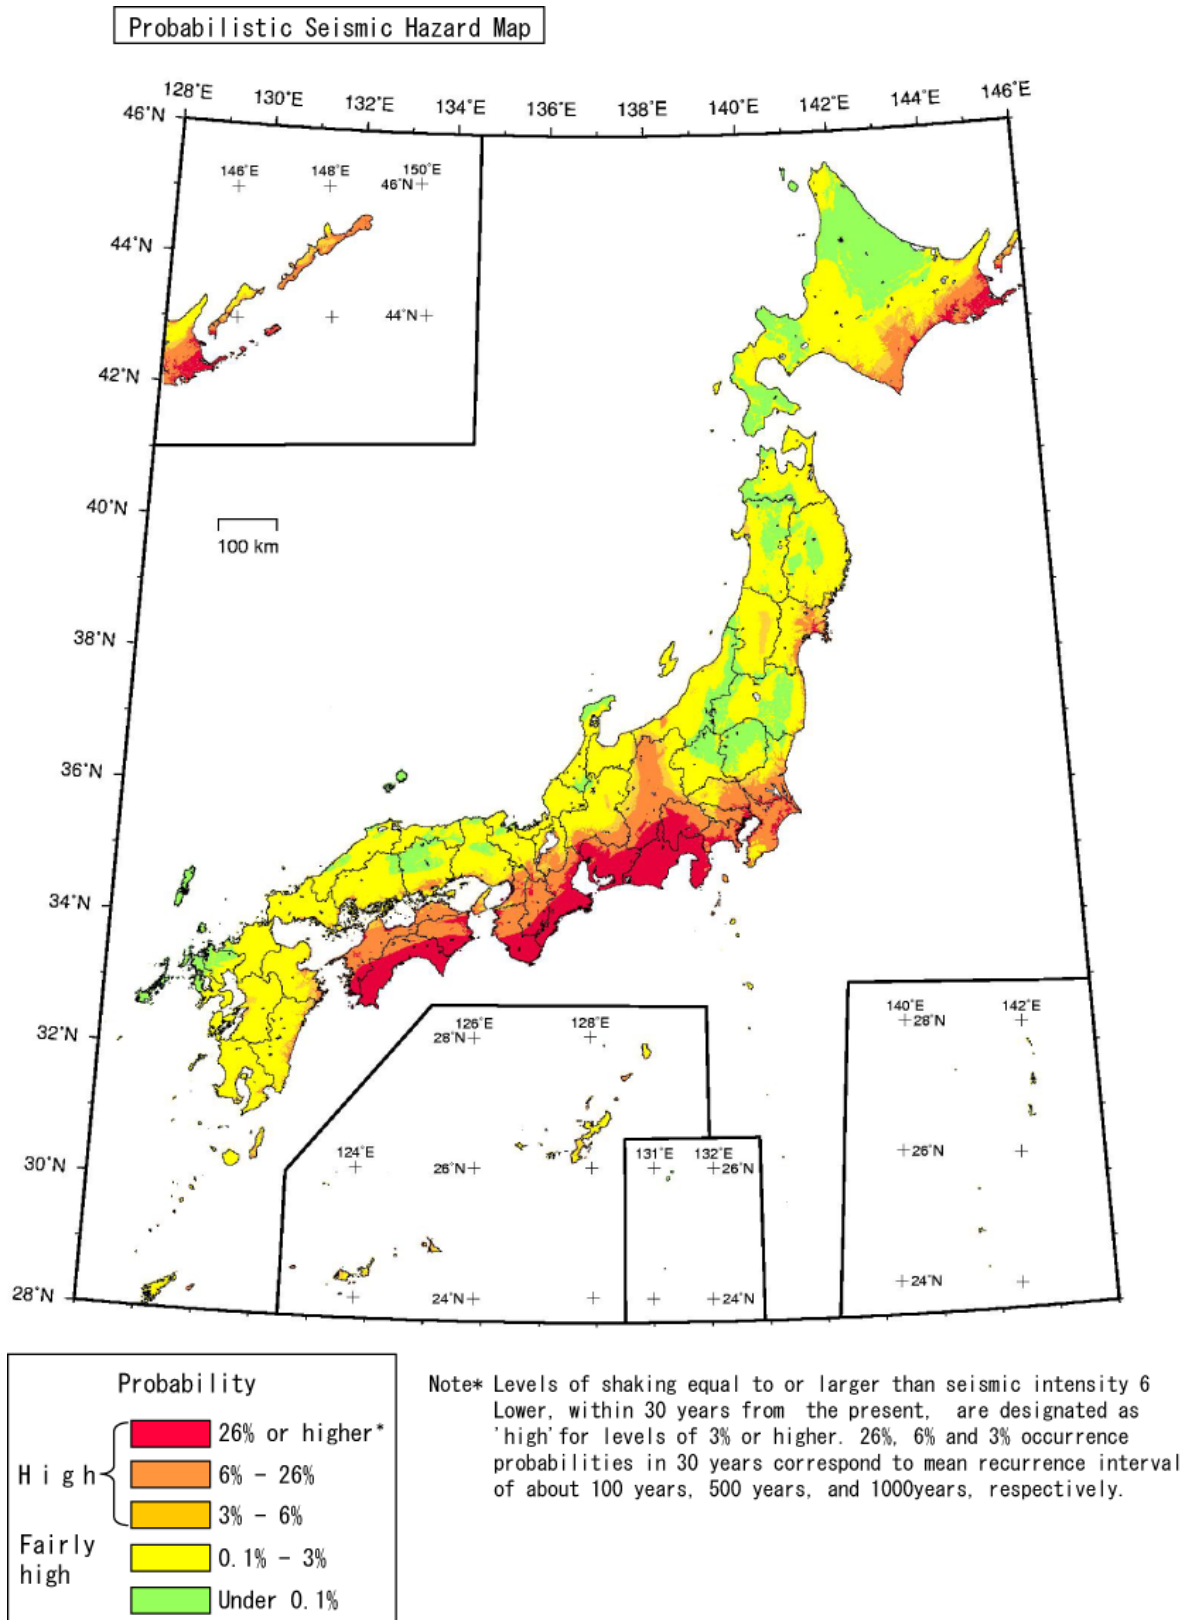 Probabilistic Seismic Hazard Map
128°E 130°E 132°E 134°E 136°E 138°E 140°E 142°E 144°E 146°E
46°N
146°E 148°E 150°E
46°N
44°N
44°N
42°N
40°N
100 km
38°N
36°N
34°N
32°N
126°E 128°E
28°N
140°E 142°E
28°N
30°N
124°E
26°N
131°E 132°E
26°N
26°N
28°N
24°N
24°N
24°N
Probability
High
26% or higher*
6% - 26%
3% - 6%
Fairly high
0.1% - 3%
Under 0.1%
Note* Levels of shaking equal to or larger than seismic intensity 6
Lower, within 30 years from the present, are designated as
'high' for levels of 3% or higher. 26%, 6% and 3% occurrence
probabilities in 30 years correspond to mean recurrence interval
of about 100 years, 500 years, and 1000years, respectively.